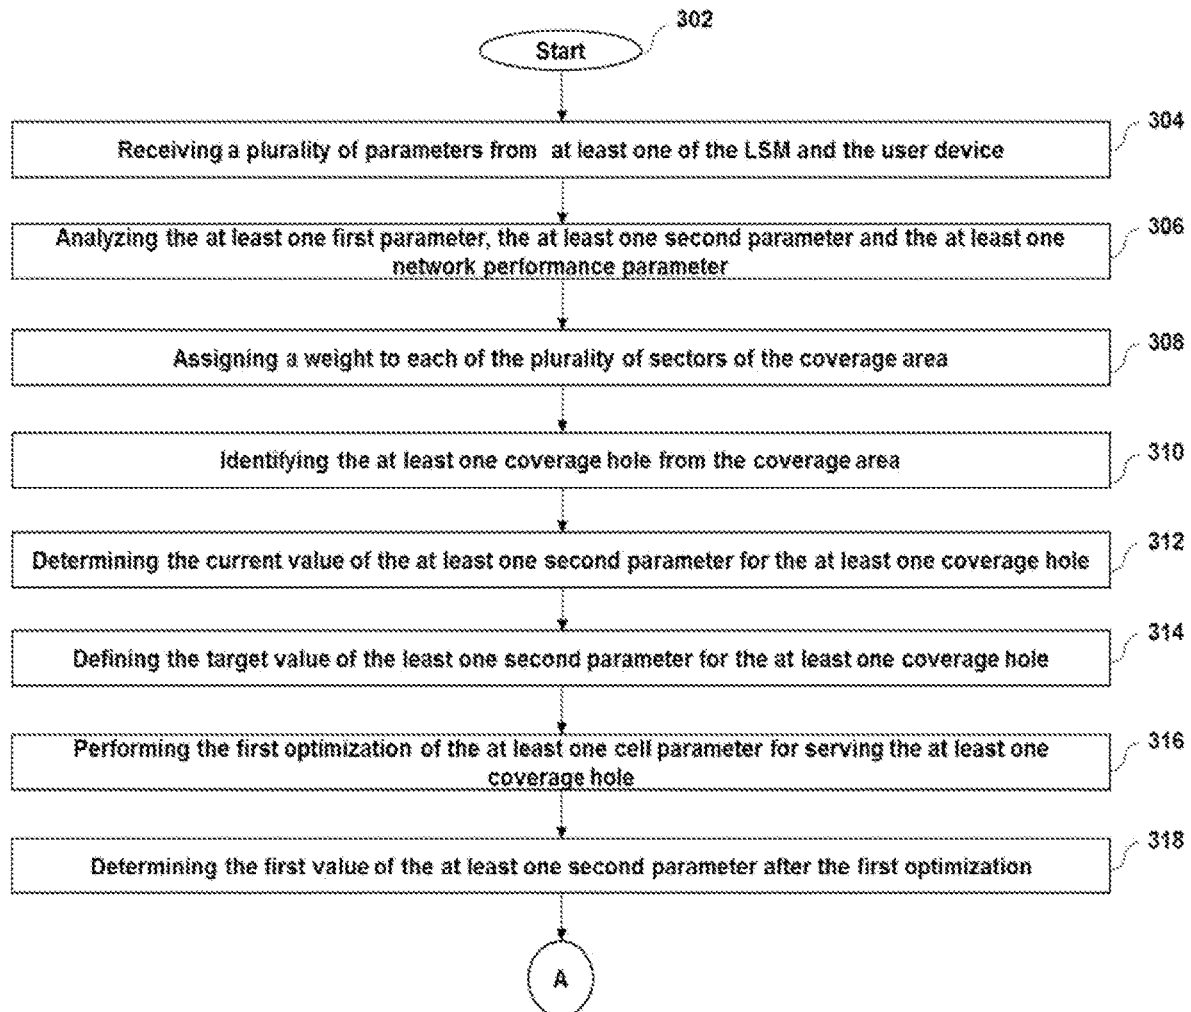 302
Start
304
Receiving a plurality of parameters from at least one of the LSM and the user device
306
Analyzing the at least one first parameter, the at least one second parameter and the at least one
network performance parameter
308
Assigning a weight to each of the plurality of sectors of the coverage area
310
Identifying the at least one coverage hole from the coverage area
312
Determining the current value of the at least one second parameter for the at least one coverage hole
314
Defining the target value of the least one second parameter for the at least one coverage hole
316
Performing the first optimization of the at least one cell parameter for serving the at least one
coverage hole
318
Determining the first value of the at least one second parameter after the first optimization
A